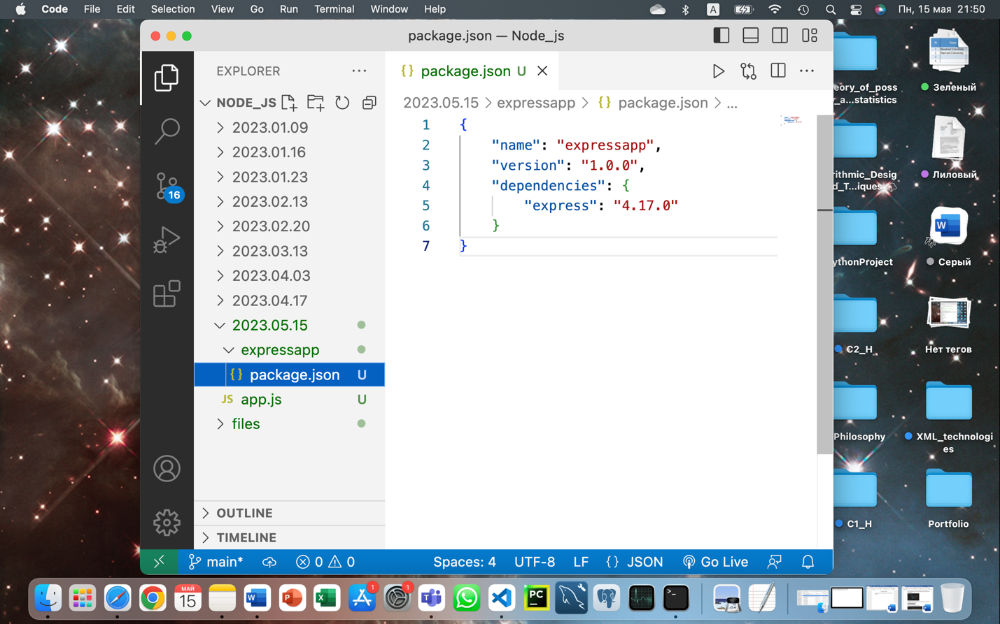 Code File Edit Selection View Go Run Terminal Window Help A Пн, 15 мая 21:50
package.json — Node_js
EXPLORER
package.json U
NODE_JS
2023.05.15 > expressapp > {} package.json > ...
2023.01.09
2023.01.16
2023.01.23
2023.02.13
2023.02.20
2023.03.13
2023.04.03
2023.04.17
2023.05.15
expressapp
{} package.json U
JS app.js U
files
16
OUTLINE
TIMELINE
1 {
2 "name": "expressapp",
3 "version": "1.0.0",
4 "dependencies": {
5 "express": "4.17.0"
6 }
7 }
main* 0 0 Spaces: 4 UTF-8 LF {} JSON Go Live
eory_of_poss
y_a...statistics
Зеленый
rithmic_Desig
d_T...iques
Лиловый
ythonProject
W
Серый
C2_H
Нет тегов
Philosophy
XML_technologi
es
C1_H
Portfolio
МАЙ
15
W
P
X
1
1
PC
>_